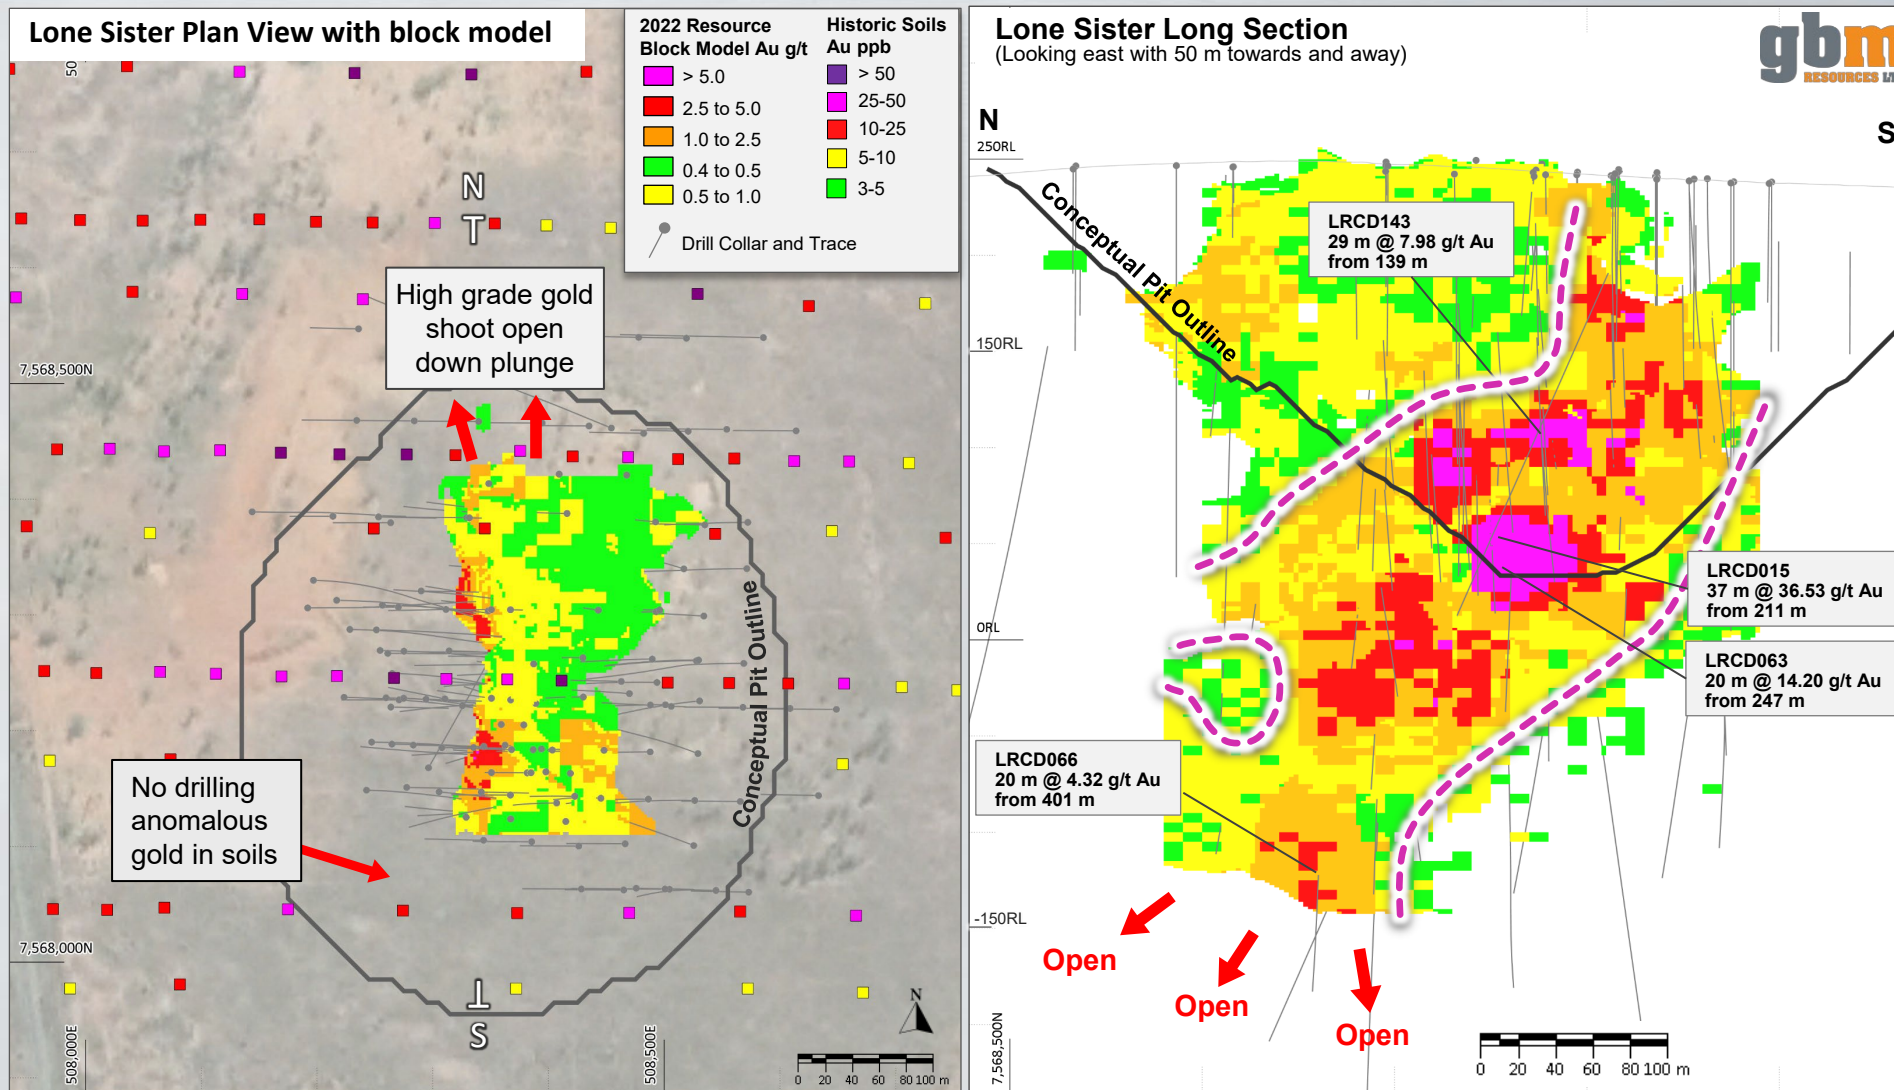 Lone Sister Plan View with block model
50
2022 Resource
Block Model Au g/t
> 5.0
2.5 to 5.0
1.0 to 2.5
0.4 to 0.5
0.5 to 1.0
Historic Soils
Au ppb
> 50
25-50
10-25
5-10
3-5
Drill Collar and Trace
N
High grade gold
shoot open
down plunge
7,568,500N
Conceptual Pit Outline
No drilling
anomalous
gold in soils
7,568,000N
S
N
508,000E
508,500E
0 20 40 60 80 100 m
Lone Sister Long Section
(Looking east with 50 m towards and away)
gbm
RESOURCES
N
S
250RL
Conceptual Pit Outline
LRCD143
29 m @ 7.98 g/t Au
from 139 m
150RL
LRCD015
37 m @ 36.53 g/t Au
from 211 m
0RL
LRCD063
20 m @ 14.20 g/t Au
from 247 m
LRCD066
20 m @ 4.32 g/t Au
from 401 m
-150RL
Open
Open
Open
7,568,500N
0 20 40 60 80 100 m